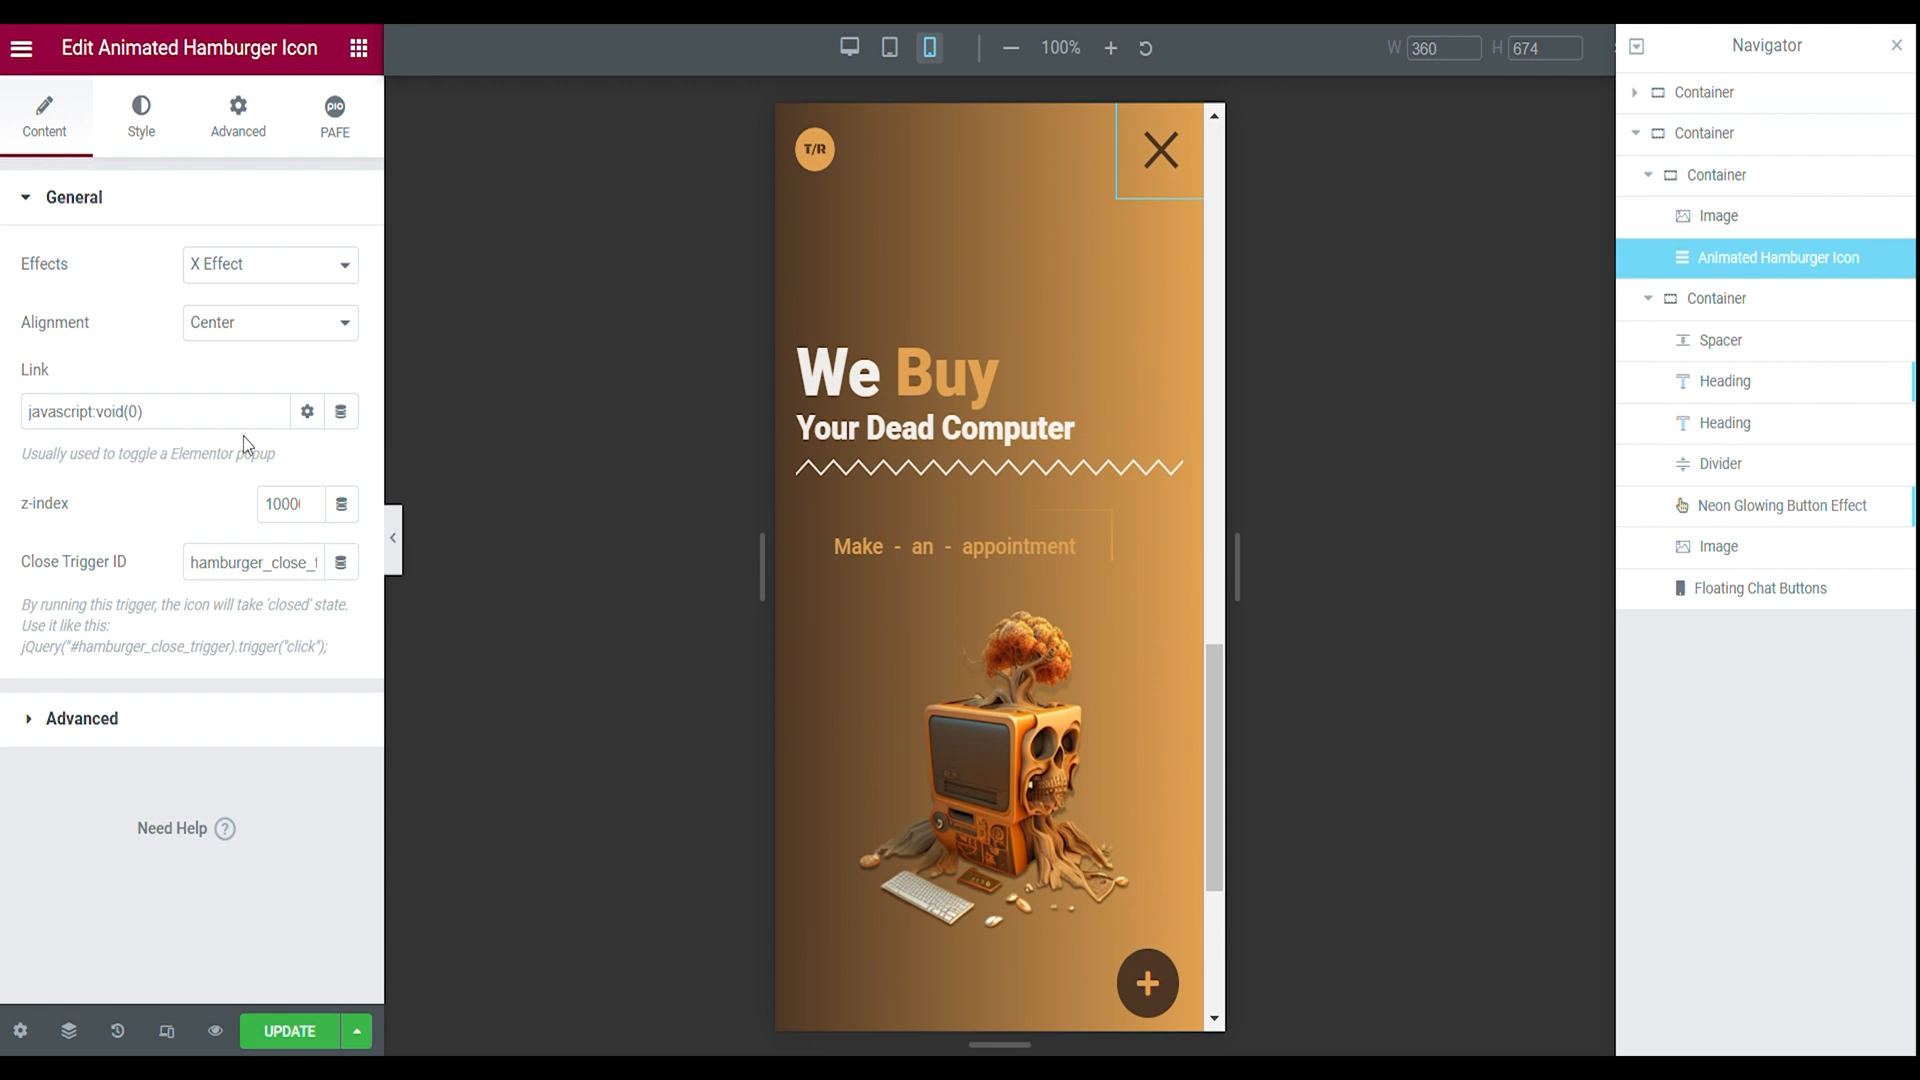 Edit Animated Hamburger Icon
Content
Style
Advanced
PAFE
General
Effects
X Effect
Alignment
Center
Link
javascript:void(0)
Usually used to toggle a Elementor popup
z-index
1000
Close Trigger ID
hamburger_close_t
By running this trigger, the icon will take 'closed' state.
Use it like this:
jQuery("#hamburger_close_trigger).trigger("click");
Advanced
Need Help ?
UPDATE
100%
W 360
H 674
T/R
We Buy
Your Dead Computer
Make - an - appointment
Navigator
Container
Container
Container
Image
Animated Hamburger Icon
Container
Spacer
Heading
Heading
Divider
Neon Glowing Button Effect
Image
Floating Chat Buttons